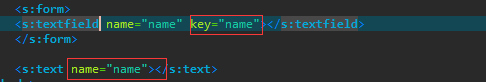 <s:form>
<s:textfield name="name" key="name"></s:textfield>
</s:form>
<s:text name="name"></s:text>